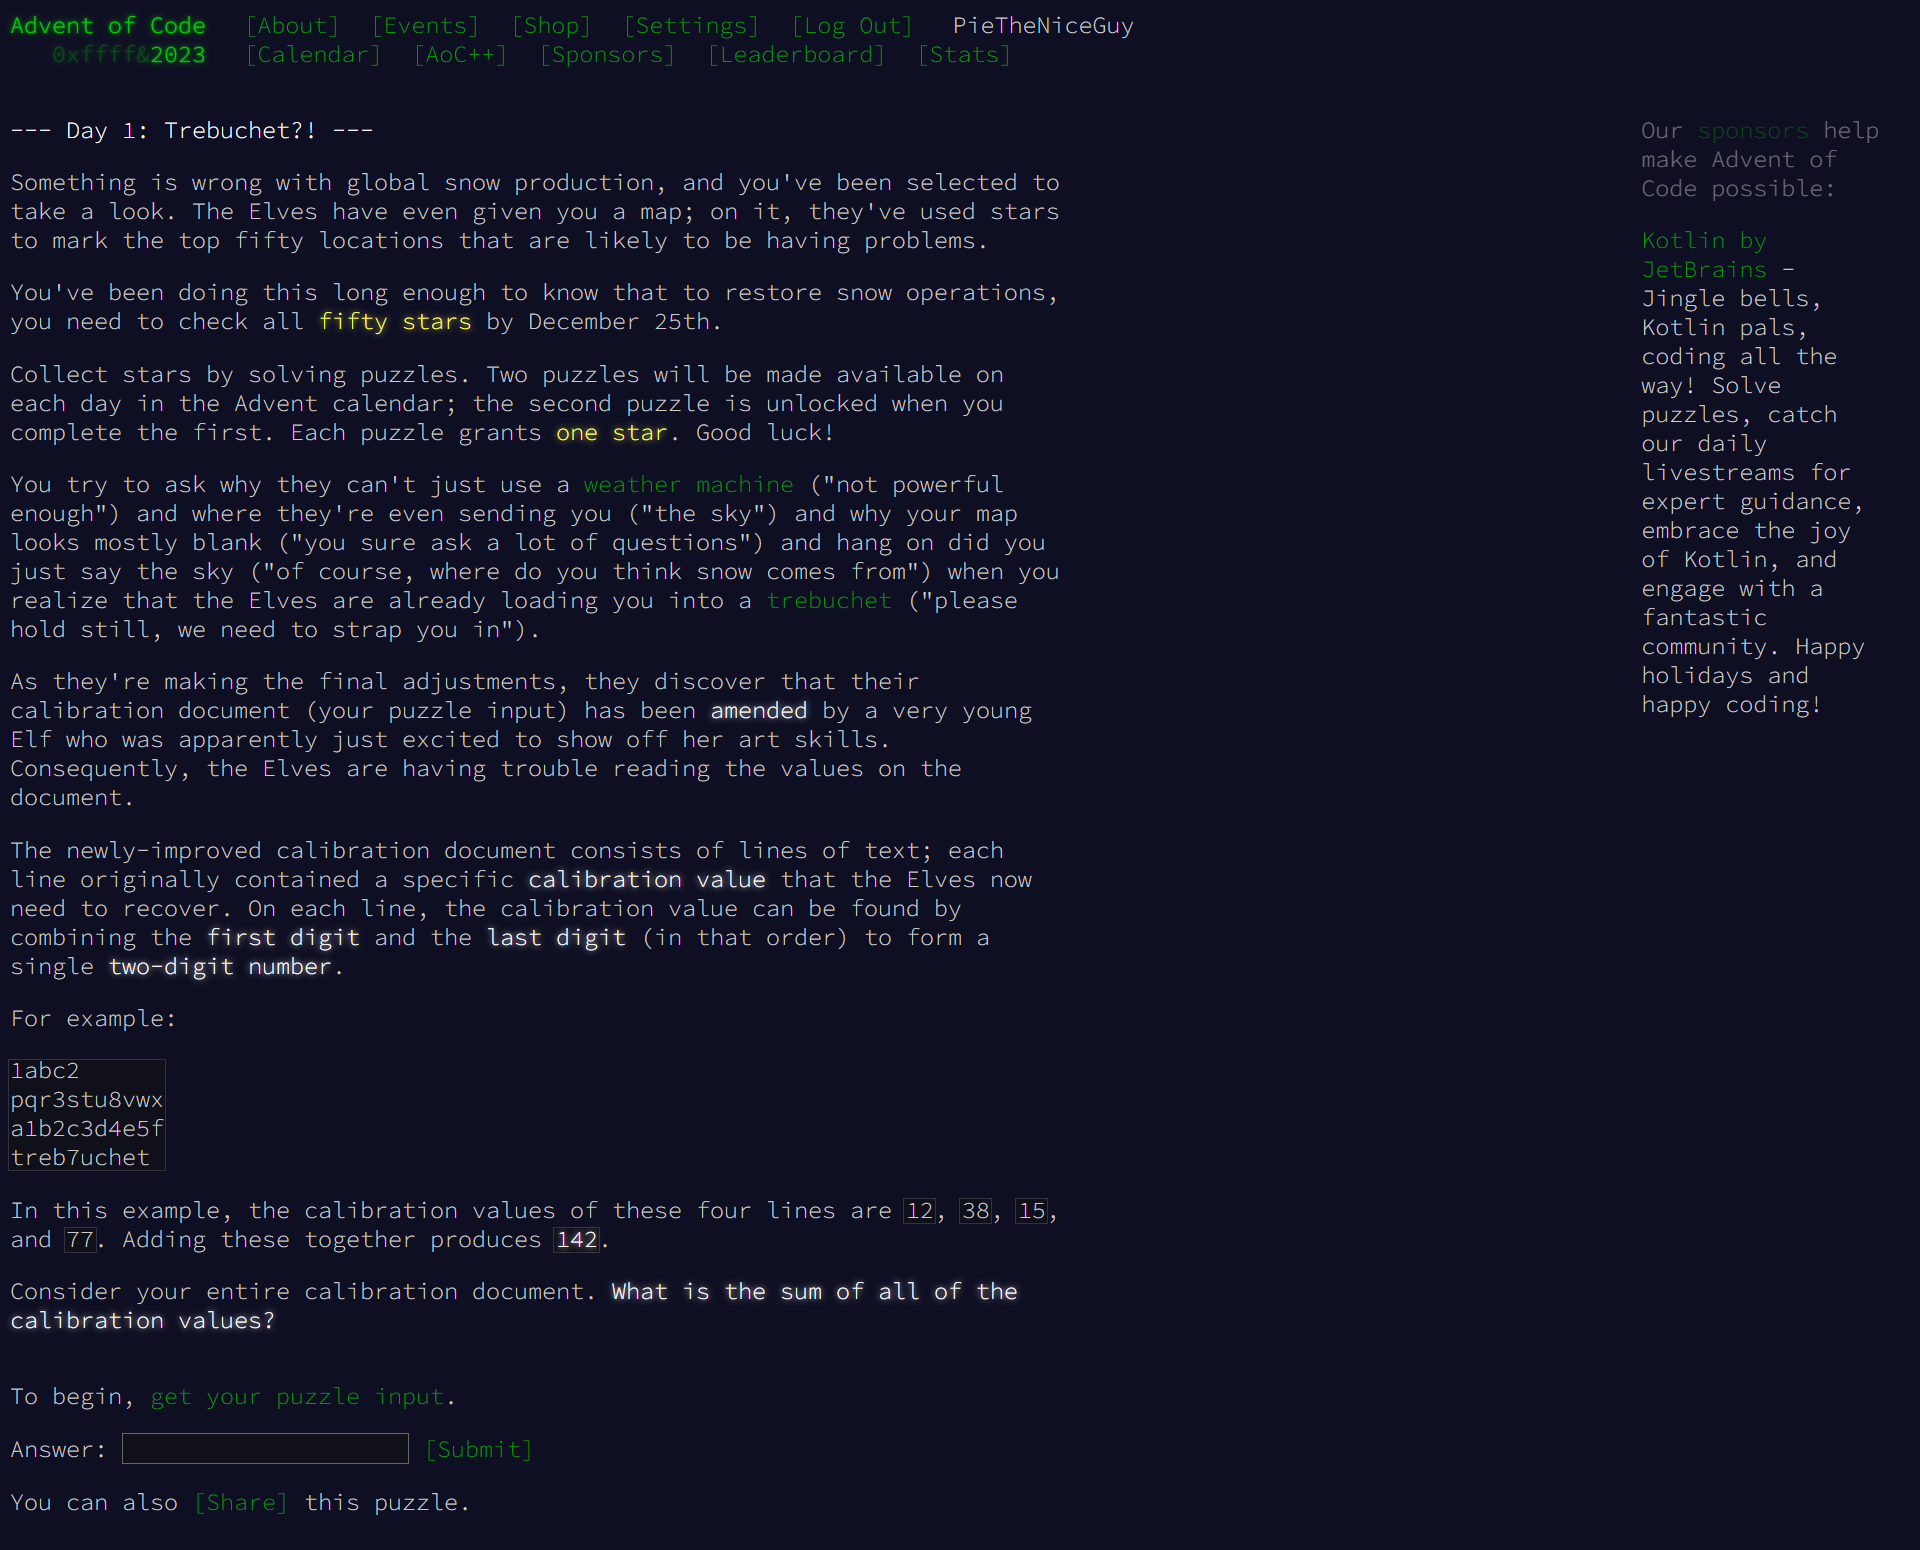 Advent of Code [About] [Events] [Shop] [Settings] [Log Out] PieTheNiceGuy
0xffff&2023 [Calendar] [AoC++] [Sponsors] [Leaderboard] [Stats]
--- Day 1: Trebuchet?! ---
Something is wrong with global snow production, and you've been selected to
take a look. The Elves have even given you a map; on it, they've used stars
to mark the top fifty locations that are likely to be having problems.
You've been doing this long enough to know that to restore snow operations,
you need to check all fifty stars by December 25th.
Collect stars by solving puzzles. Two puzzles will be made available on
each day in the Advent calendar; the second puzzle is unlocked when you
complete the first. Each puzzle grants one star. Good luck!
You try to ask why they can't just use a weather machine ("not powerful
enough") and where they're even sending you ("the sky") and why your map
looks mostly blank ("you sure ask a lot of questions") and hang on did you
just say the sky ("of course, where do you think snow comes from") when you
realize that the Elves are already loading you into a trebuchet ("please
hold still, we need to strap you in").
As they're making the final adjustments, they discover that their
calibration document (your puzzle input) has been amended by a very young
Elf who was apparently just excited to show off her art skills.
Consequently, the Elves are having trouble reading the values on the
document.
The newly-improved calibration document consists of lines of text; each
line originally contained a specific calibration value that the Elves now
need to recover. On each line, the calibration value can be found by
combining the first digit and the last digit (in that order) to form a
single two-digit number.
For example:
1abc2
pqr3stu8vwx
a1b2c3d4e5f
treb7uchet
In this example, the calibration values of these four lines are 12, 38, 15,
and 77. Adding these together produces 142.
Consider your entire calibration document. What is the sum of all of the
calibration values?
To begin, get your puzzle input.
Answer: [Submit]
You can also [Share] this puzzle.
Our sponsors help
make Advent of
Code possible:
Kotlin by
JetBrains -
Jingle bells,
Kotlin pals,
coding all the
way! Solve
puzzles, catch
our daily
livestreams for
expert guidance,
embrace the joy
of Kotlin, and
engage with a
fantastic
community. Happy
holidays and
happy coding!